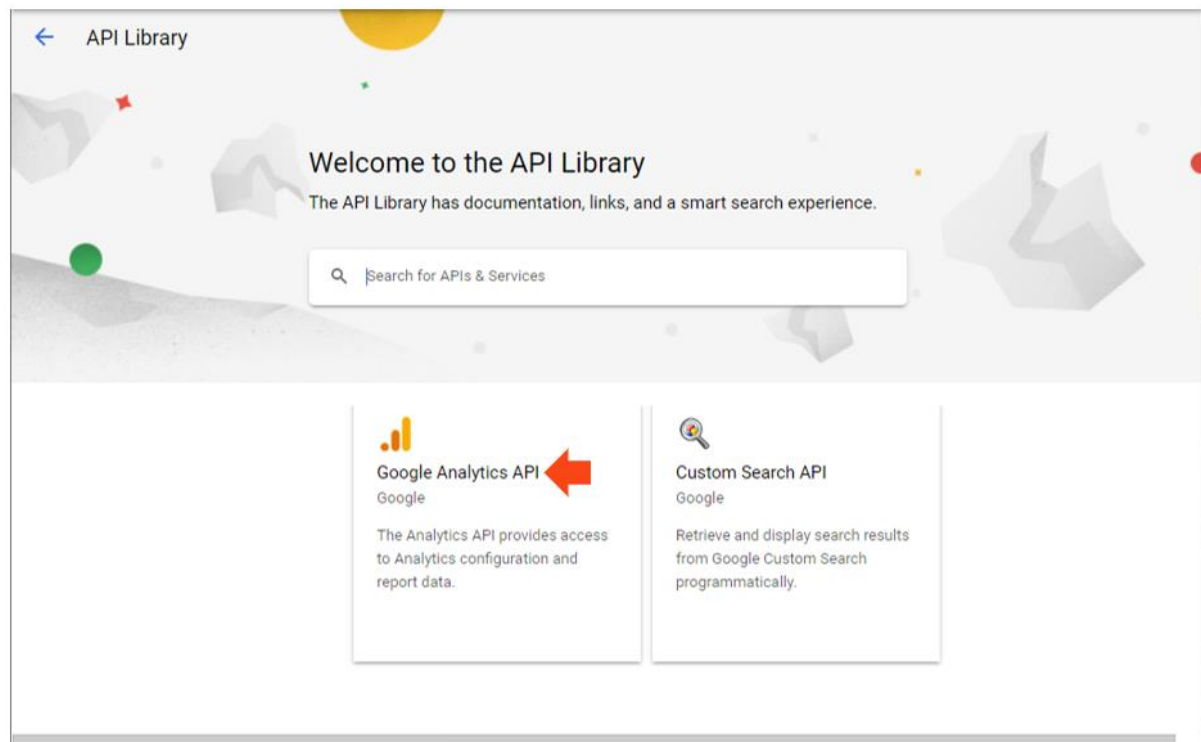 API Library
Welcome to the API Library
The API Library has documentation, links, and a smart search experience.
Search for APIs & Services
Google Analytics API
Google
The Analytics API provides access
to Analytics configuration and
report data.
Custom Search API
Google
Retrieve and display search results
from Google Custom Search
programmatically.